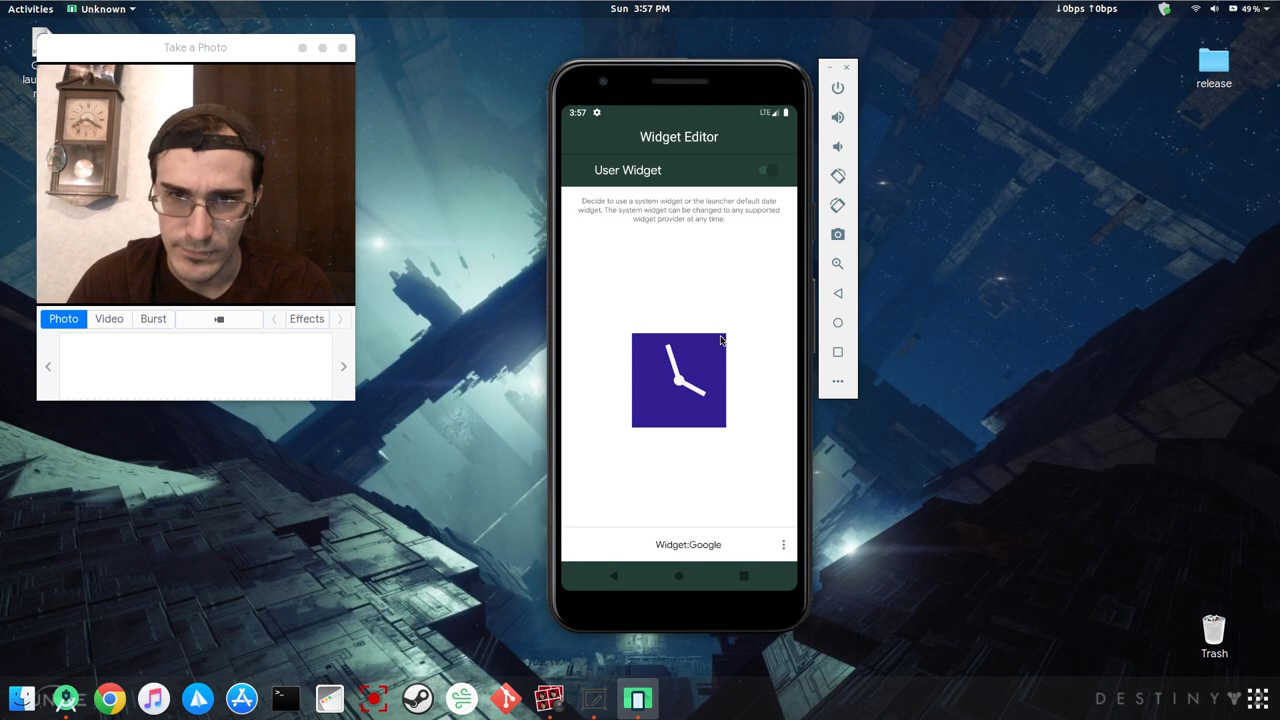 Activities
Unknown
Sun 3:57 PM
↓0bps ↑0bps
49%
Take a Photo
Photo
Video
Burst
Effects
3:57
LTE
Widget Editor
User Widget
Decide to use a system widget or the launcher default date
widget. The system widget can be changed to any supported
widget provider at any time.
Widget:Google
release
Trash
DESTINY